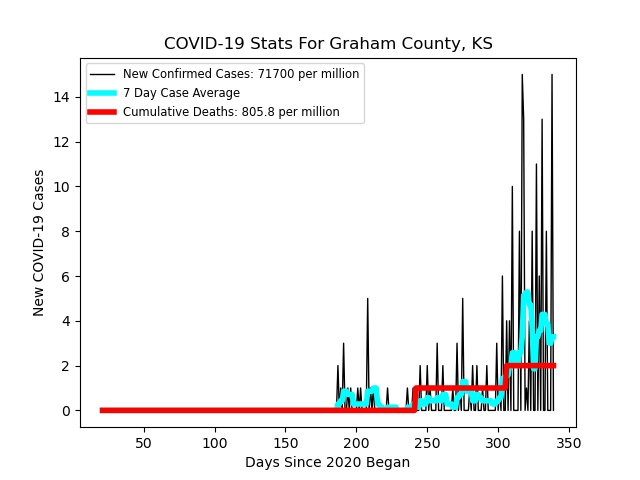 COVID-19 Stats For Graham County, KS
New Confirmed Cases: 71700 per million
7 Day Case Average
Cumulative Deaths: 805.8 per million
New COVID-19 Cases
14
12
10
8
6
4
2
0
50 100 150 200 250 300 350
Days Since 2020 Began